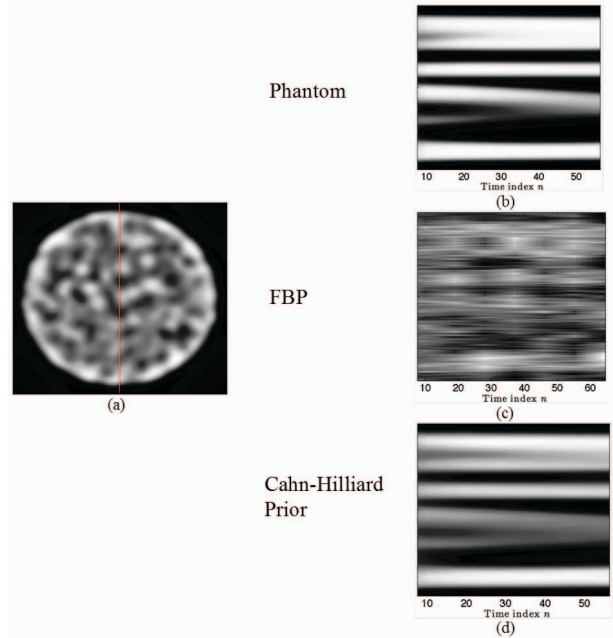 Phantom
10 20 30 40 50
Time index n
(b)
FBP
(a)
10 20 30 40 50 60
Time index n
(c)
Cahn-Hilliard
Prior
10 20 30 40 50
Time index n
(d)